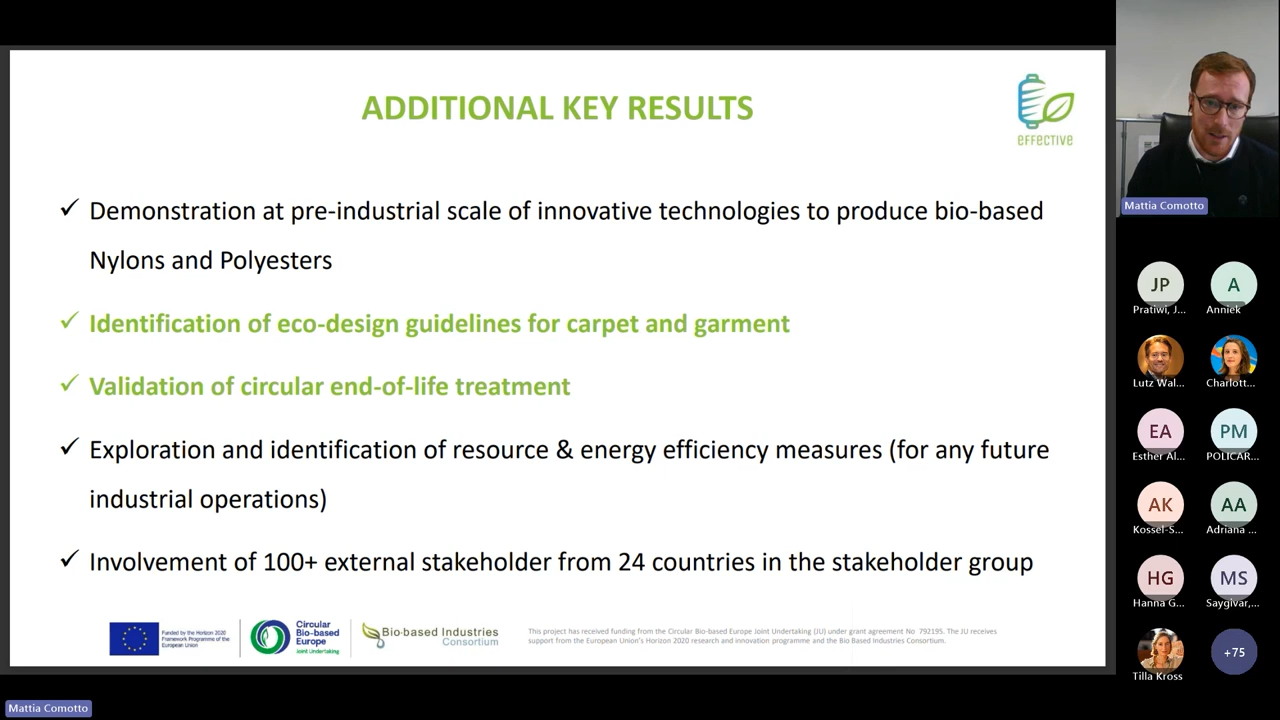 ADDITIONAL KEY RESULTS
effective
✓ Demonstration at pre-industrial scale of innovative technologies to produce bio-based
Nylons and Polyesters
✓ Identification of eco-design guidelines for carpet and garment
✓ Validation of circular end-of-life treatment
✓ Exploration and identification of resource & energy efficiency measures (for any future
industrial operations)
✓ Involvement of 100+ external stakeholder from 24 countries in the stakeholder group
Funded by the Horizon 2020
Framework Programme of the
European Union
Circular
Bio-based
Europe
Joint Undertaking
Bio-based Industries
Consortium
This project has received funding from the Circular Bio-based Europe Joint Undertaking (JU) under grant agreement No 792195. The JU receives
support from the European Union's Horizon 2020 research and innovation programme and the Bio Based Industries Consortium.
Mattia Comotto
JP
A
Pratiwi, J...
Anniek
Lutz Wal...
Charlott...
EA
PM
Esther Al...
POLICAR...
AK
AA
Kossel-S...
Adriana ...
HG
MS
Hanna G...
Saygivar,...
+75
Tilla Kross
Mattia Comotto